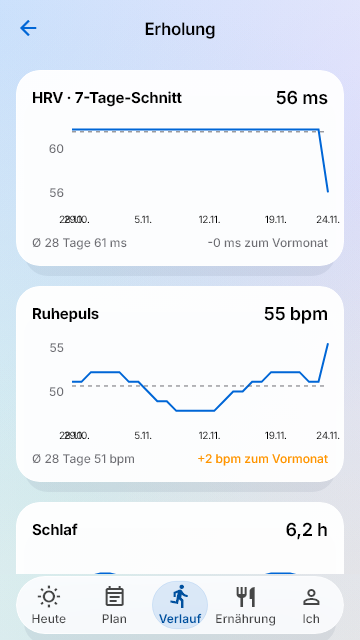 Erholung
HRV · 7-Tage-Schnitt 56 ms
60
56
5.11. 12.11. 19.11. 24.11.
Ø 28 Tage 61 ms -0 ms zum Vormonat
Ruhepuls 55 bpm
55
50
5.11. 12.11. 19.11. 24.11.
Ø 28 Tage 51 bpm +2 bpm zum Vormonat
Schlaf 6,2 h
Heute Plan Verlauf Ernährung Ich